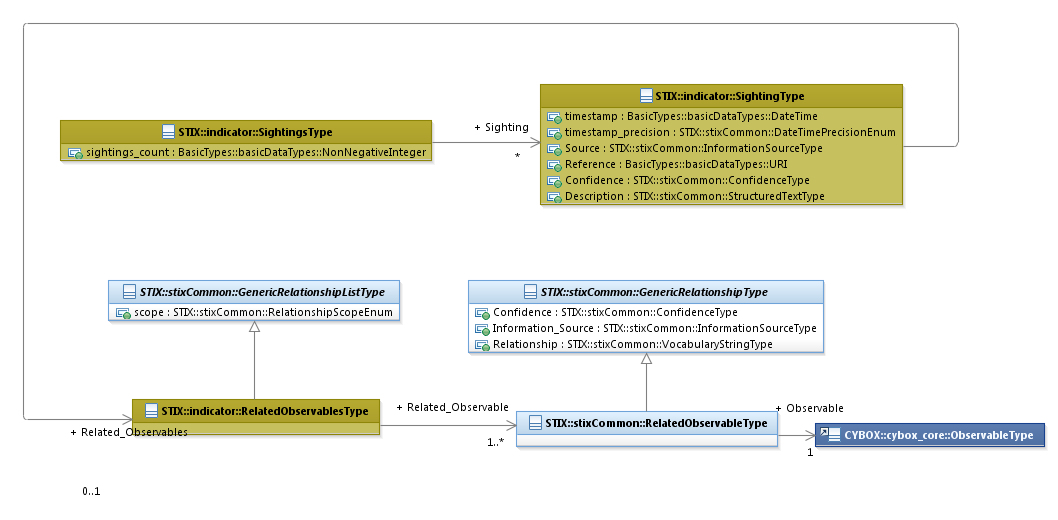 STIX::indicator::SightingType
timestamp : BasicTypes::basicDataTypes::DateTime
timestamp_precision : STIX::stixCommon::DateTimePrecisionEnum
Source : STIX::stixCommon::InformationSourceType
Reference : BasicTypes::basicDataTypes::URI
Confidence : STIX::stixCommon::ConfidenceType
Description : STIX::stixCommon::StructuredTextType
STIX::indicator::SightingsType
sightings_count : BasicTypes::basicDataTypes::NonNegativeInteger
+ Sighting
*
STIX::stixCommon::GenericRelationshipListType
scope : STIX::stixCommon::RelationshipScopeEnum
STIX::stixCommon::GenericRelationshipType
Confidence : STIX::stixCommon::ConfidenceType
Information_Source : STIX::stixCommon::InformationSourceType
Relationship : STIX::stixCommon::VocabularyStringType
STIX::indicator::RelatedObservablesType
+ Related_Observables
0..1
+ Related_Observable
1..*
STIX::stixCommon::RelatedObservableType
+ Observable
1
CYBOX::cybox_core::ObservableType